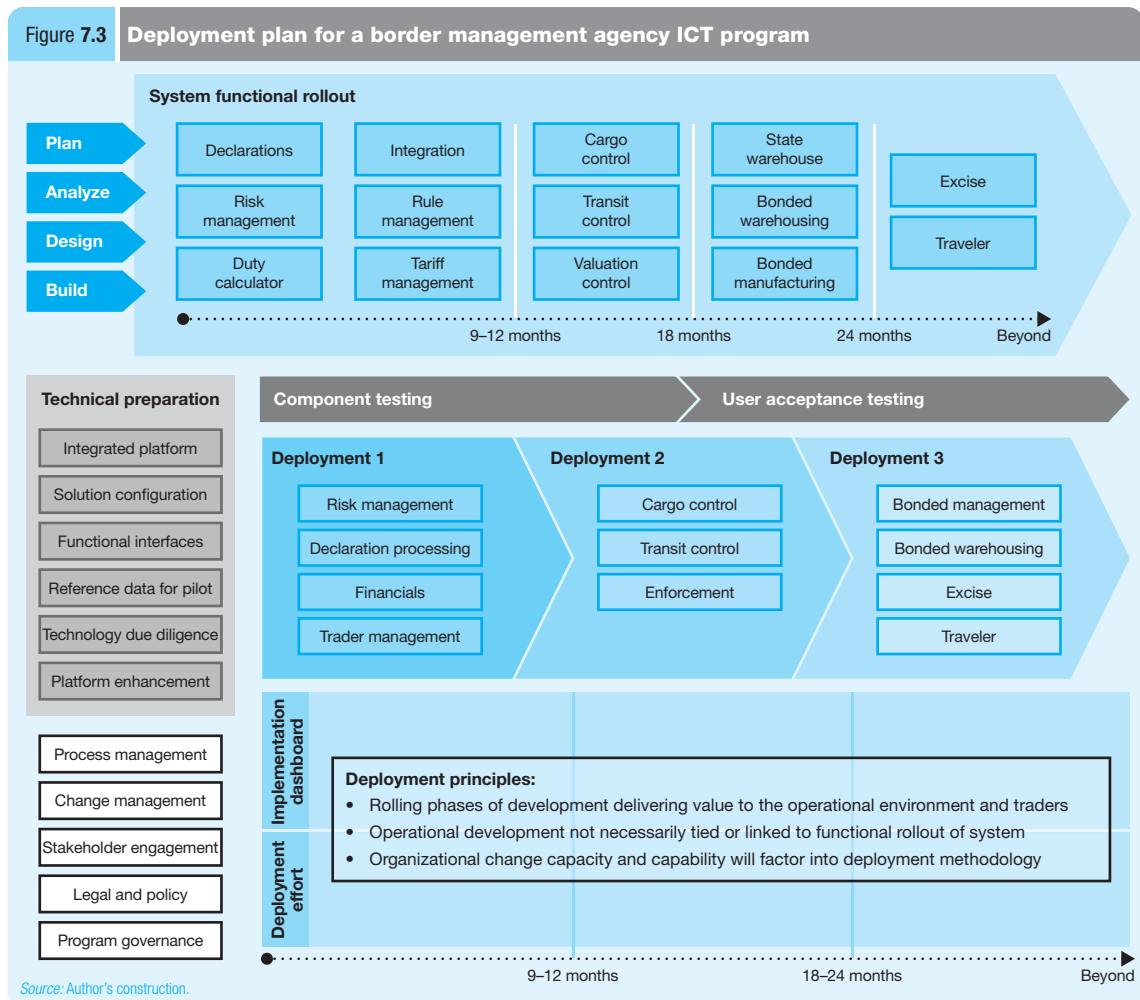 Figure 7.3
Deployment plan for a border management agency ICT program
System functional rollout
Plan
Analyze
Design
Build
Declarations
Risk
management
Duty
calculator
Integration
Rule
management
Tariff
management
Cargo
control
Transit
control
Valuation
control
State
warehouse
Bonded
warehousing
Bonded
manufacturing
Excise
Traveler
9–12 months
18 months
24 months
Beyond
Technical preparation
Integrated platform
Solution configuration
Functional interfaces
Reference data for pilot
Technology due diligence
Platform enhancement
Process management
Change management
Stakeholder engagement
Legal and policy
Program governance
Component testing
User acceptance testing
Deployment 1
Risk management
Declaration processing
Financials
Trader management
Deployment 2
Cargo control
Transit control
Enforcement
Deployment 3
Bonded management
Bonded warehousing
Excise
Traveler
Implementation
dashboard
Deployment
effort
Deployment principles:
• Rolling phases of development delivering value to the operational environment and traders
• Operational development not necessarily tied or linked to functional rollout of system
• Organizational change capacity and capability will factor into deployment methodology
9–12 months
18–24 months
Beyond
Source: Author's construction.